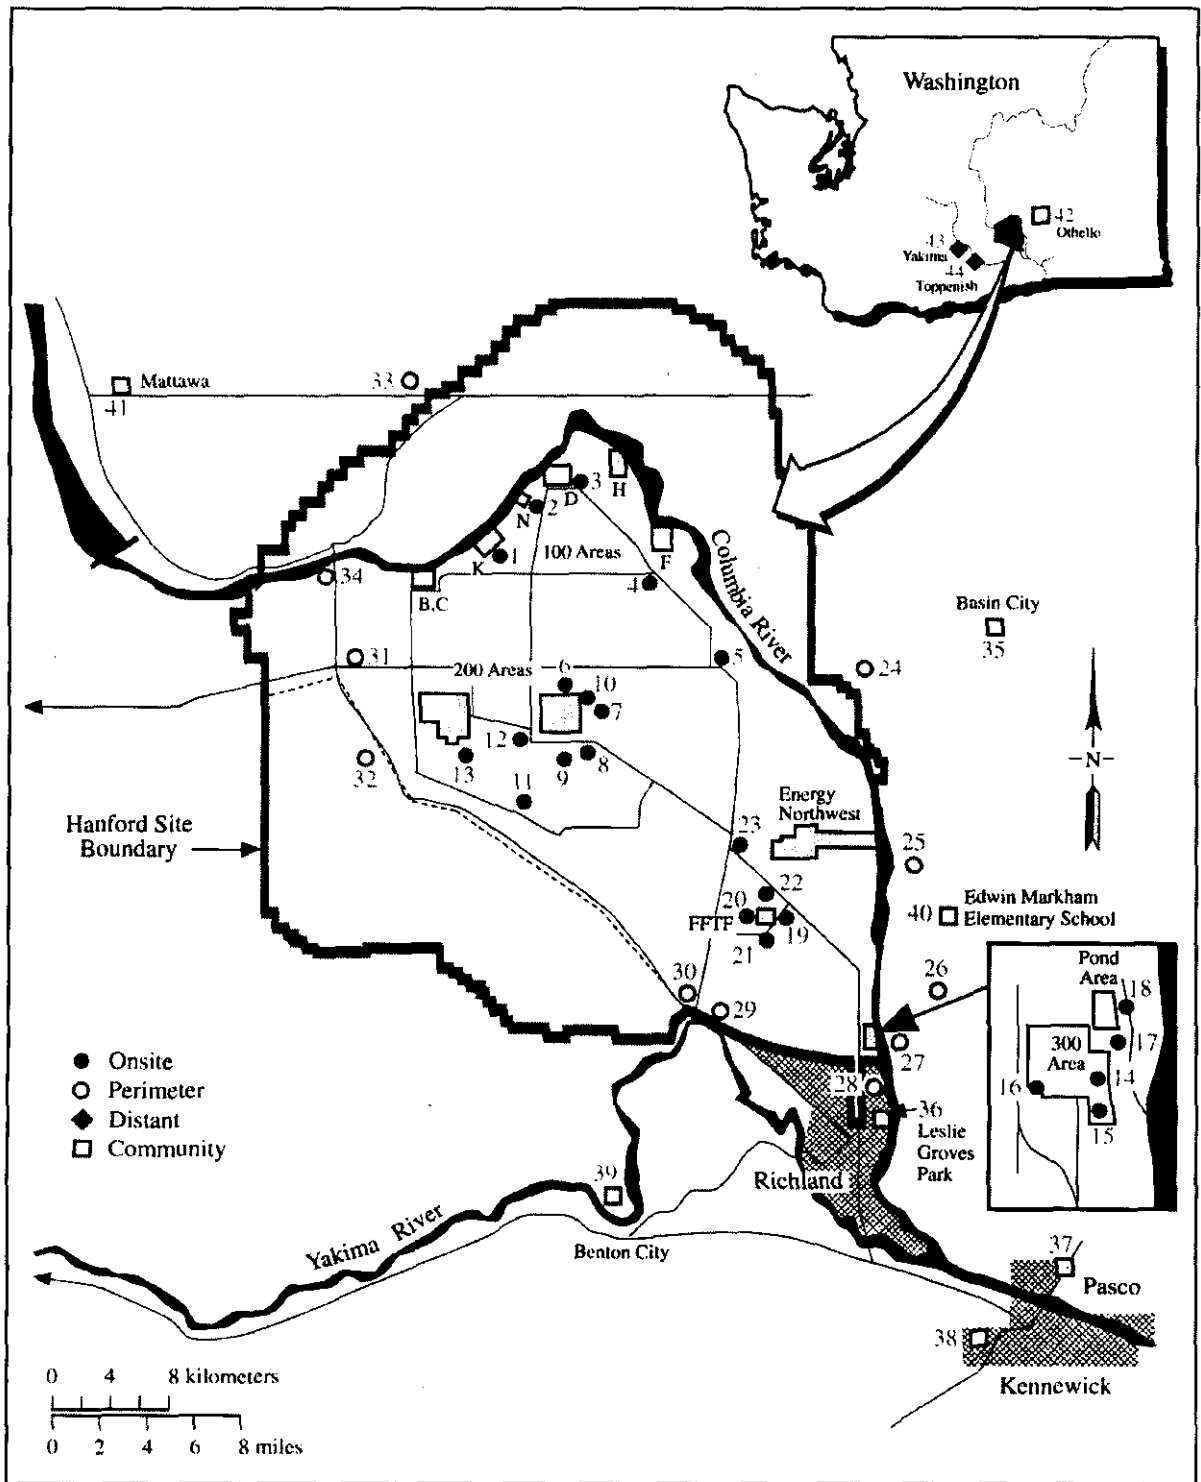 Washington
42
Othello
43
Yakima
44
Toppenish
Mattawa
41
33
3
H
D
N
2
1
100 Areas
K
F
4
34
B,C
Columbia River
Basin City
35
31
200 Areas
6
5
24
10
7
12
13
9
8
32
11
N
Hanford Site
Boundary
Energy
Northwest
23
25
22
20
FFTF
19
21
40
Edwin Markham
Elementary School
Pond
Area
18
17
300
Area
14
16
15
26
30
29
27
28
36
Leslie
Groves
Park
Onsite
Perimeter
Distant
Community
Richland
39
Yakima River
Benton City
37
Pasco
38
Kennewick
0 4 8 kilometers
0 2 4 6 8 miles